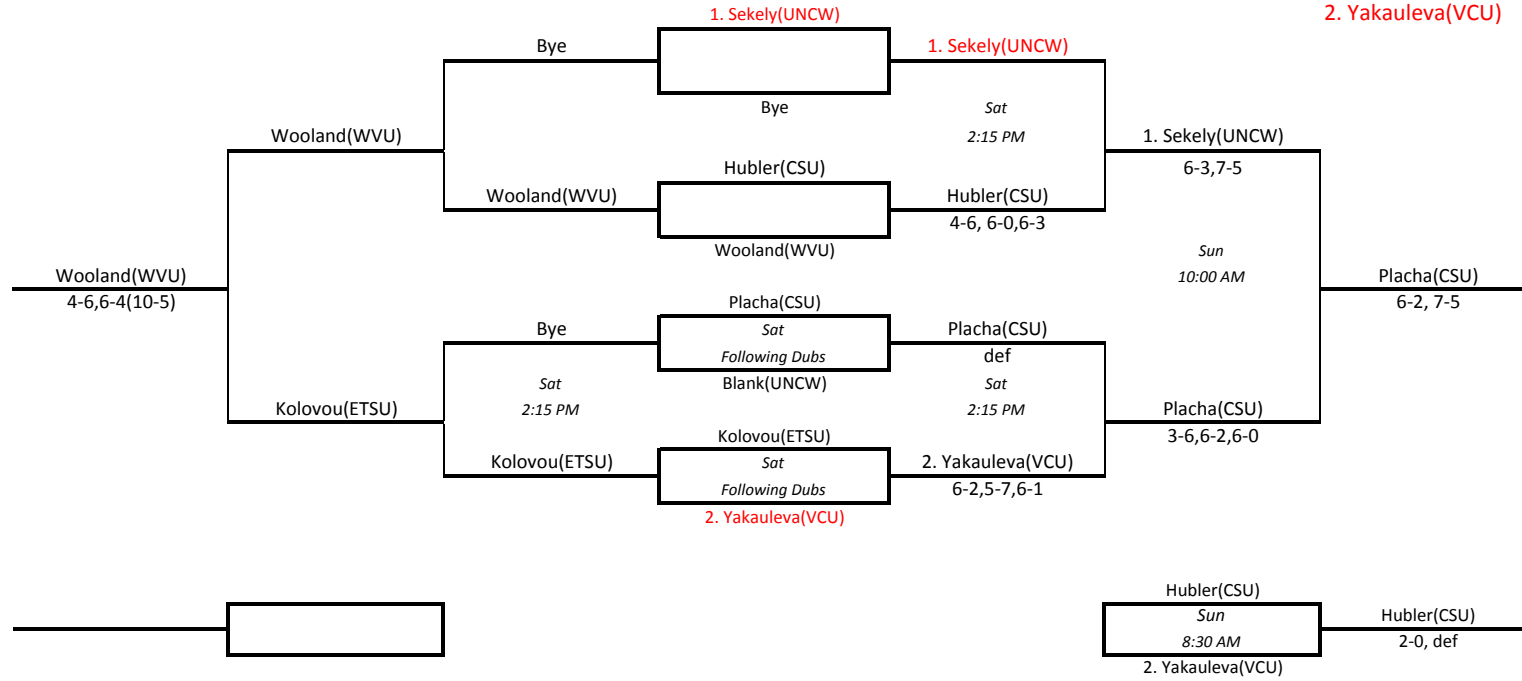 1. Sekely(UNCW)
2. Yakauleva(VCU)
Bye
1. Sekely(UNCW)
Bye
Sat
2:15 PM
Wooland(WVU)
1. Sekely(UNCW)
6-3,7-5
Hubler(CSU)
Wooland(WVU)
Hubler(CSU)
4-6, 6-0,6-3
Wooland(WVU)
Sun
10:00 AM
Wooland(WVU)
4-6,6-4(10-5)
Placha(CSU)
6-2, 7-5
Placha(CSU)
Bye
Sat
Following Dubs
Placha(CSU)
def
Blank(UNCW)
Sat
2:15 PM
Sat
2:15 PM
Kolovou(ETSU)
Placha(CSU)
3-6,6-2,6-0
Kolovou(ETSU)
Kolovou(ETSU)
Sat
Following Dubs
2. Yakauleva(VCU)
6-2,5-7,6-1
2. Yakauleva(VCU)
Hubler(CSU)
Sun
8:30 AM
Hubler(CSU)
2-0, def
2. Yakauleva(VCU)